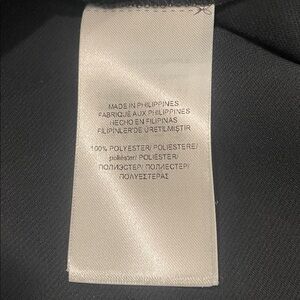 MADE IN PHILIPPINES
FABRIQUE AUX PHILIPPINES
HECHO EN FILIPINAS
FILIPINLER'DE ÜRETILMIŞTIR
100% POLYESTER/ POLIESTERE/
poliéster/ POLIESTER/
ПОЛИЭСТЕР/ ПОЛИЕСТЕР/
ΠΟΛΥΕΣΤΕΡΑΣ